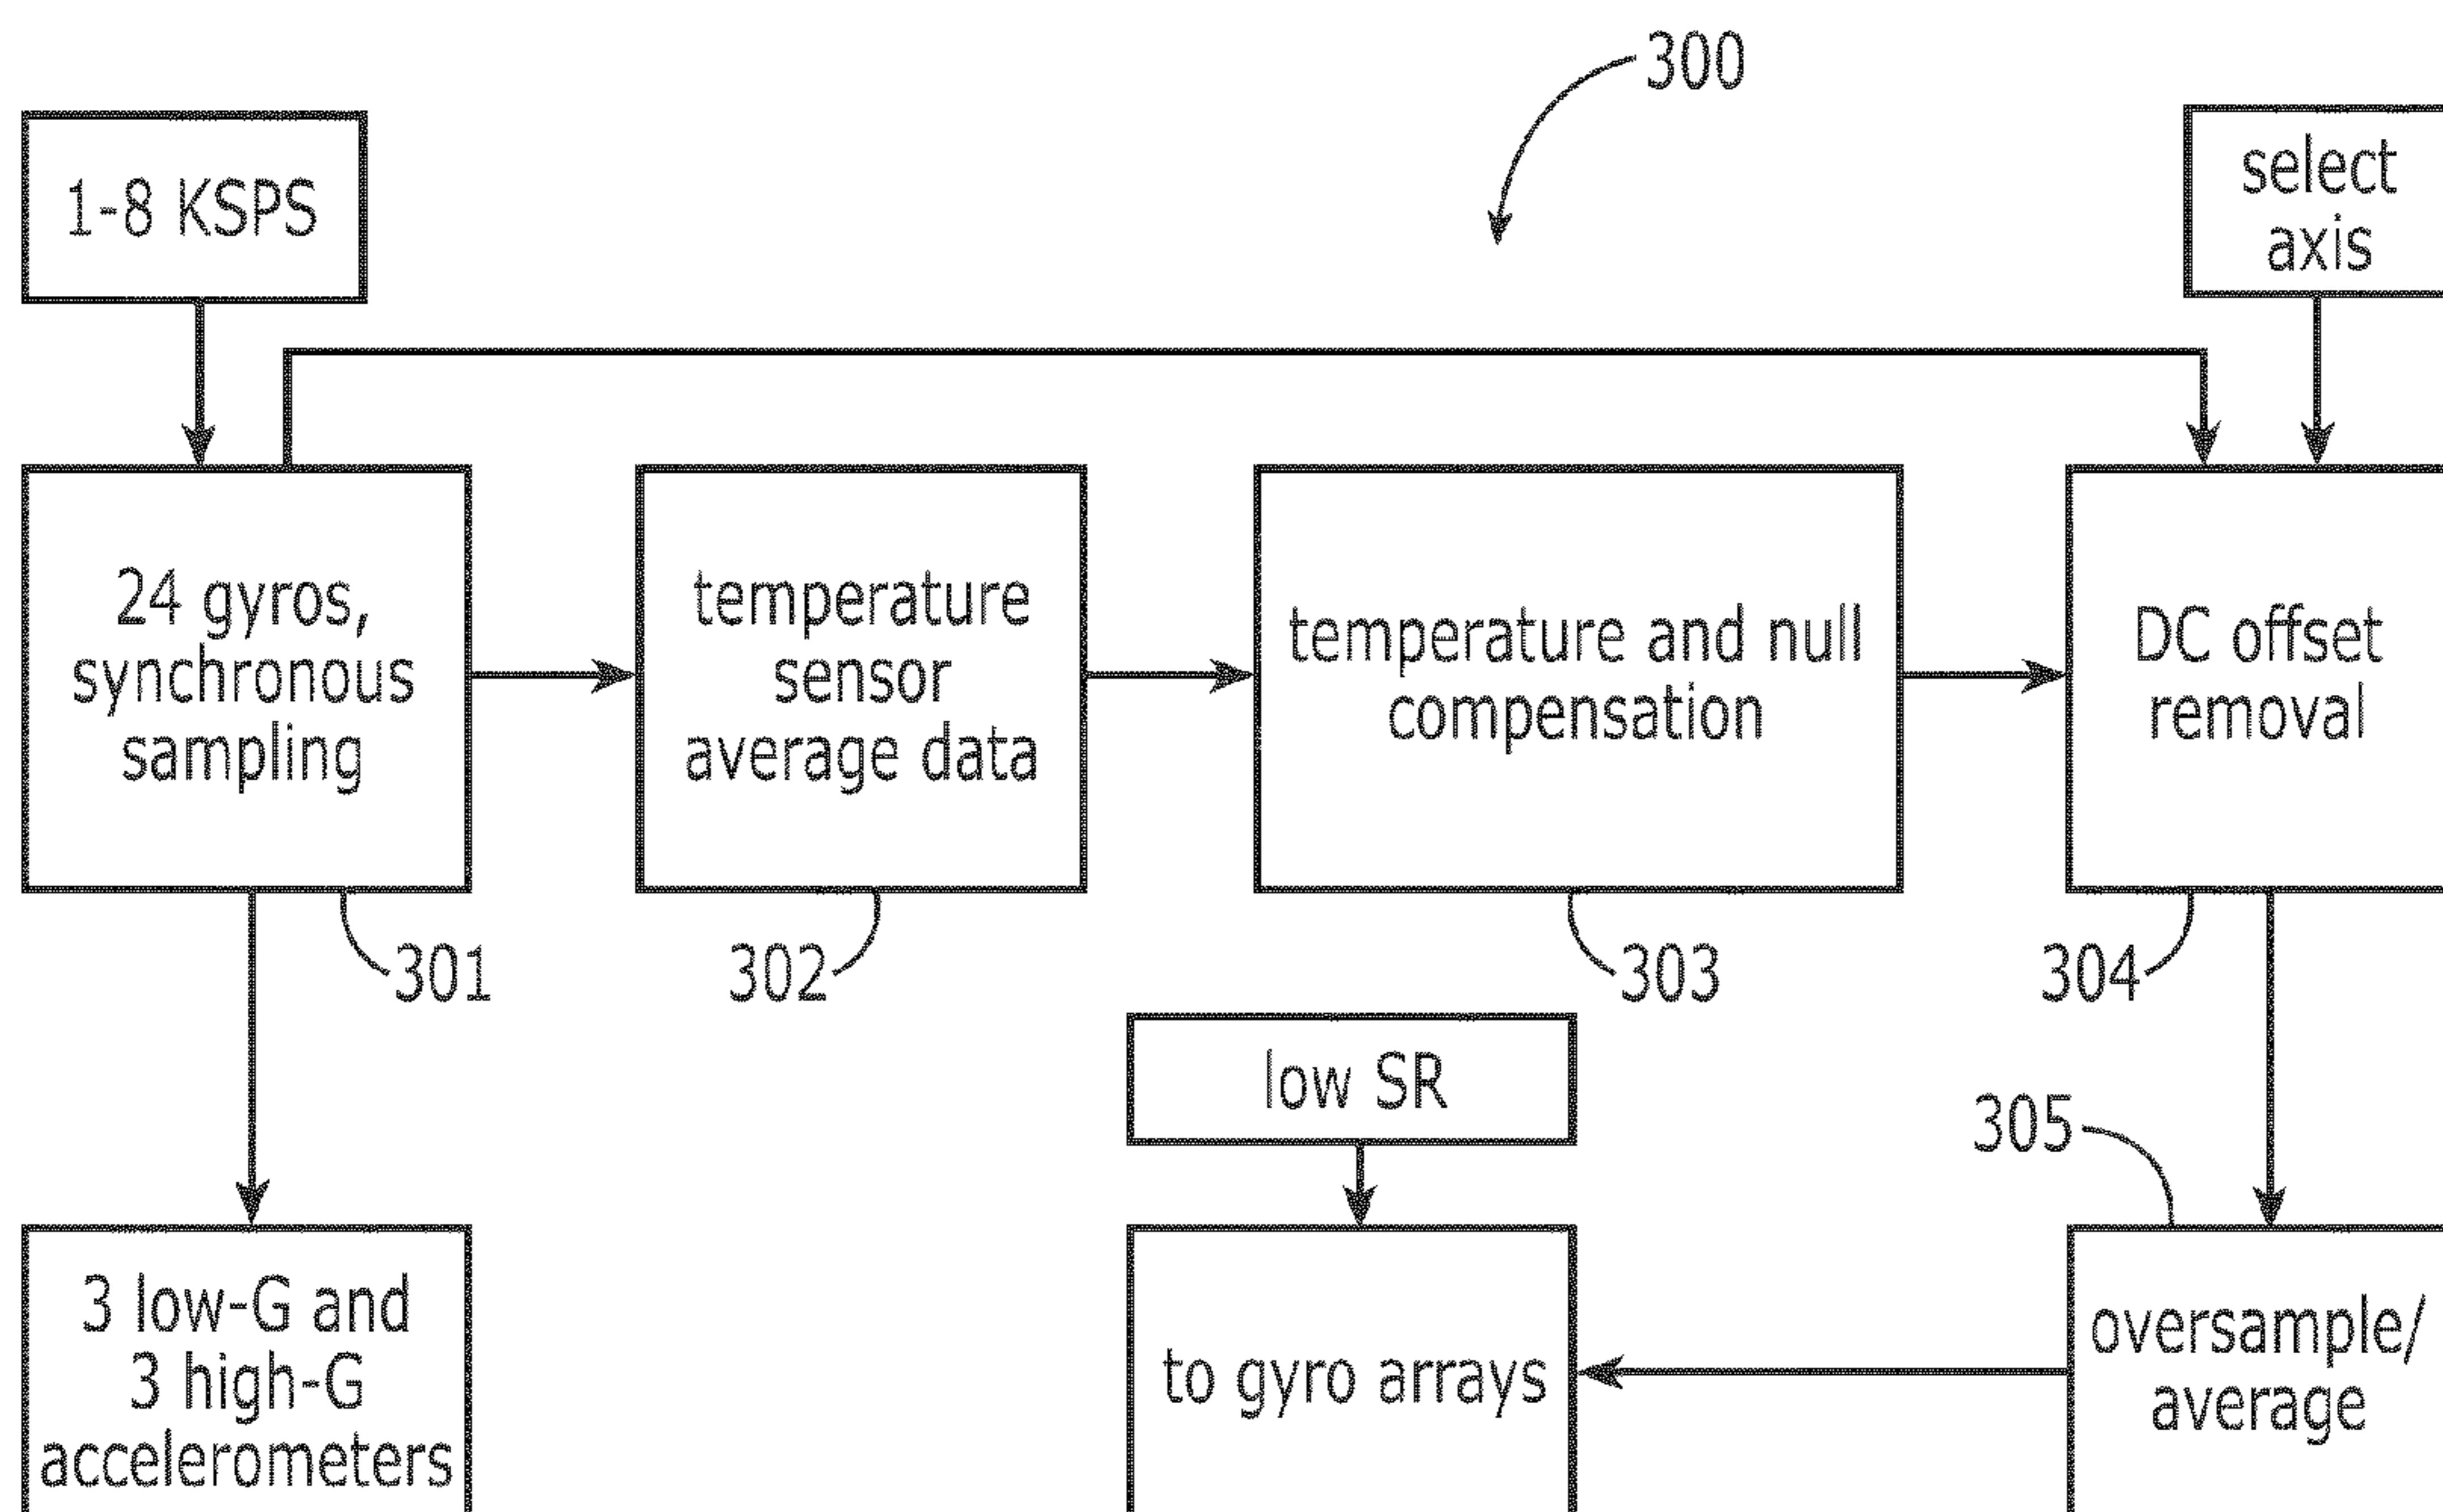 300
1-8 KSPS
select
axis
24 gyros,
synchronous
sampling
temperature
sensor
average data
temperature and null
compensation
DC offset
removal
301
302
303
304
low SR
305
3 low-G and
3 high-G
accelerometers
to gyro arrays
oversample/
average